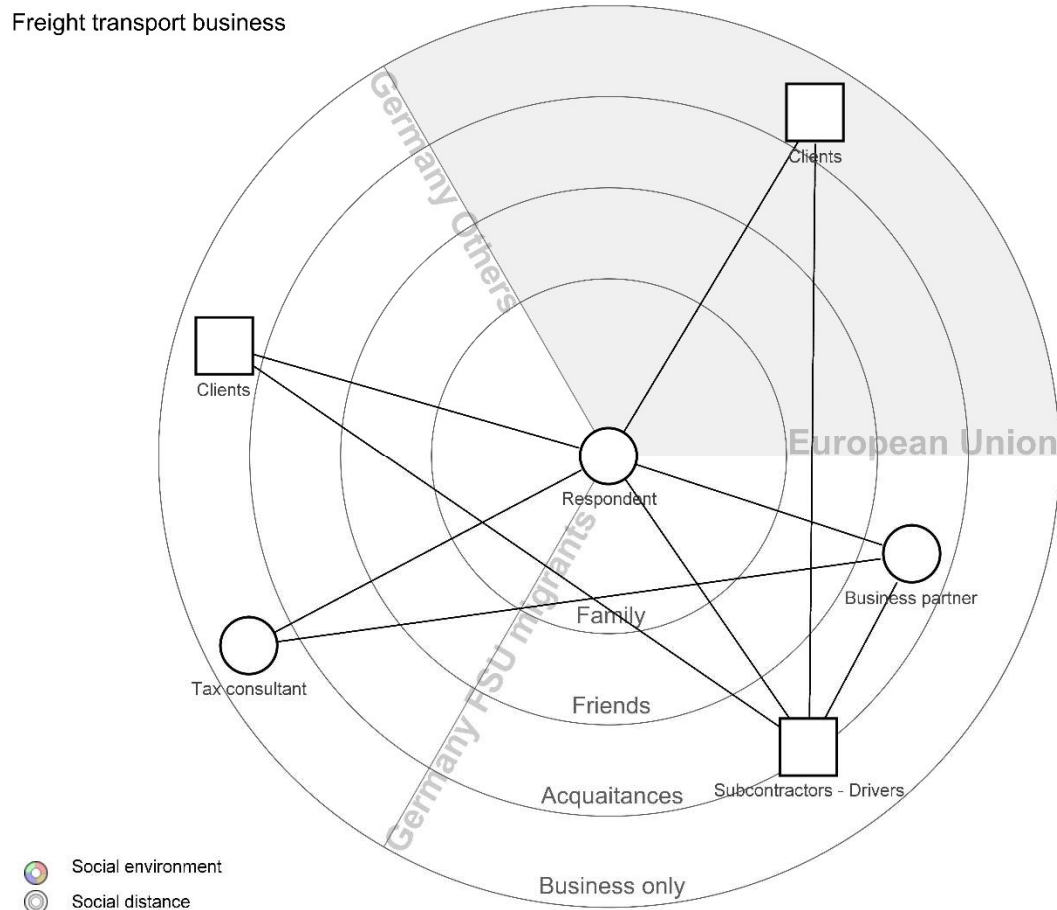 Freight transport business
Germany Others
Clients
Clients
European Union
Respondent
Business partner
Family
Tax consultant
Germany FSU migrants
Friends
Subcontractors - Drivers
Acquaitances
Social environment
Business only
Social distance